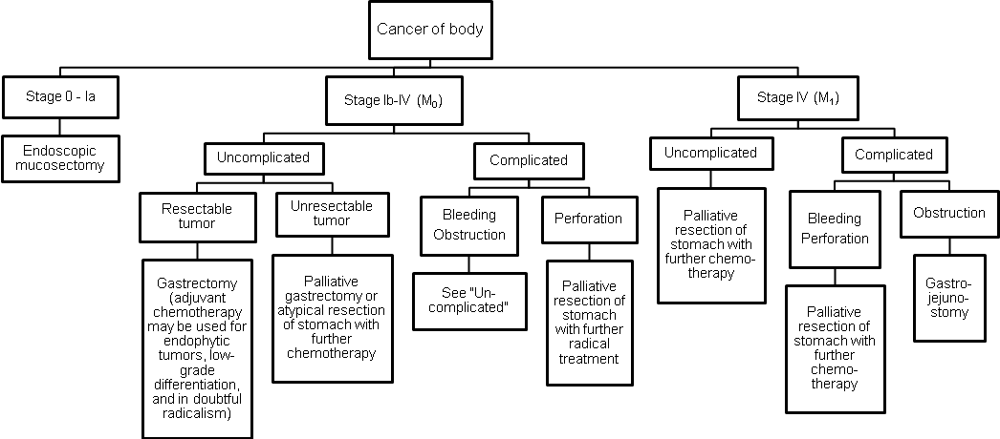 Cancer of body
Stage 0 - Ia
Endoscopic
mucosectomy
Stage Ib-IV (M₀)
Uncomplicated
Resectable
tumor
Gastrectomy
(adjuvant
chemotherapy
may be used for
endophytic
tumors, low-
grade
differentiation,
and in doubtful
radicalism)
Unresectable
tumor
Palliative
gastrectomy or
atypical resection
of stomach with
further
chemotherapy
Complicated
Bleeding
Obstruction
See "Un-
complicated"
Perforation
Palliative
resection of
stomach
with further
radical
treatment
Stage IV (M₁)
Uncomplicated
Palliative
resection of
stomach with
further chemo-
therapy
Complicated
Bleeding
Perforation
Palliative
resection of
stomach with
further
chemo-
therapy
Obstruction
Gastro-
jejuno-
stomy